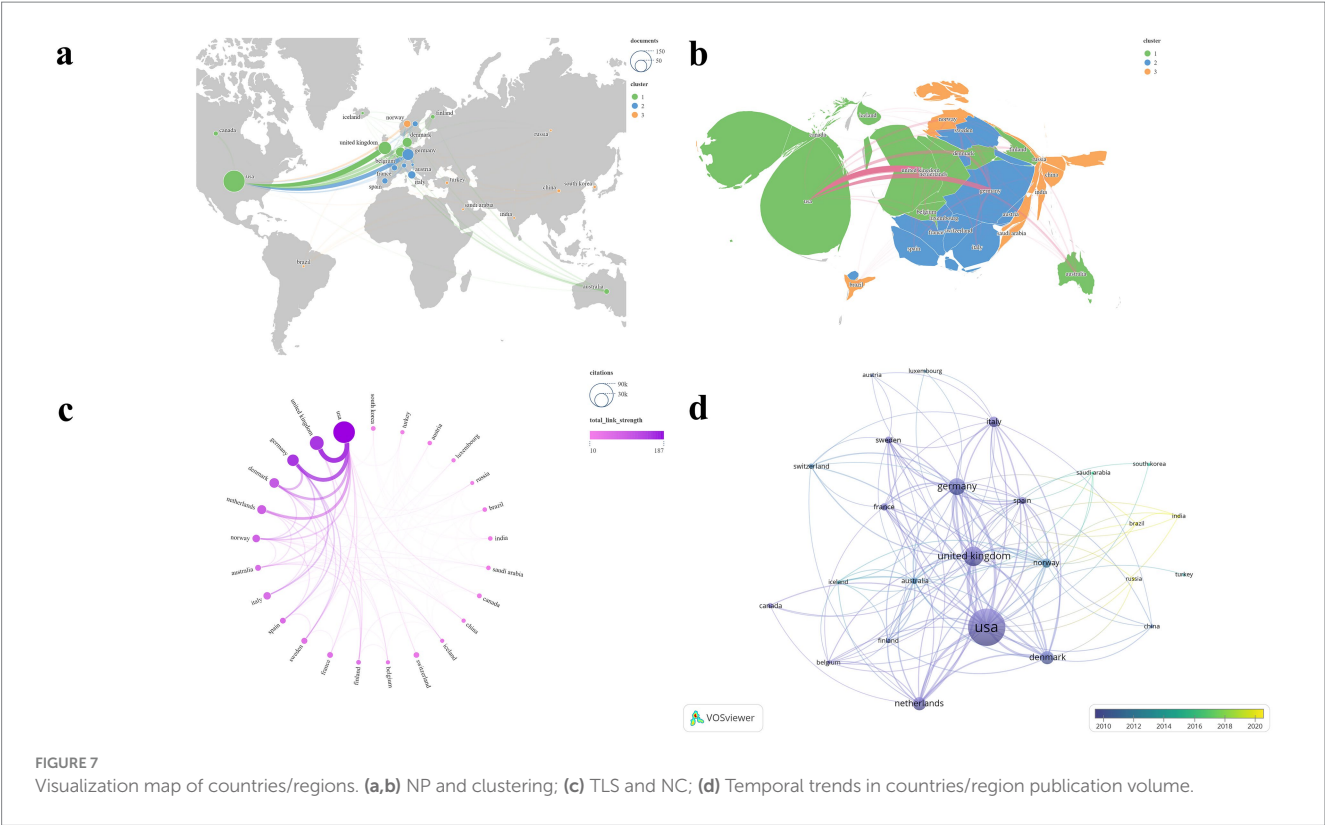 a
documents
150
50
cluster
1
2
3
canada
usa
iceland
norway
finland
united kingdom
denmark
belgium
germany
france
austria
spain
italy
turkey
russia
china
south korea
saudi arabia
india
brazil
australia
b
cluster
1
2
3
canada
usa
iceland
norway
sweden
finland
denmark
russia
united kingdom
china
germany
india
belgium
luxembourg
austria
france
switzerland
saudi arabia
spain
italy
brazil
australia
c
citations
90k
30k
total_link_strength
10
187
usa
united kingdom
germany
denmark
netherlands
norway
australia
italy
spain
sweden
france
finland
belgium
switzerland
iceland
china
canada
saudi arabia
india
brazil
russia
luxembourg
austria
turkey
south korea
d
austria
luxembourg
italy
sweden
switzerland
saudi arabia
south korea
germany
spain
france
india
brazil
united kingdom
norway
iceland
australia
russia
turkey
canada
usa
china
finland
belgium
denmark
netherlands
VOSviewer
2010 2012 2014 2016 2018 2020
FIGURE 7
Visualization map of countries/regions. (a,b) NP and clustering; (c) TLS and NC; (d) Temporal trends in countries/region publication volume.